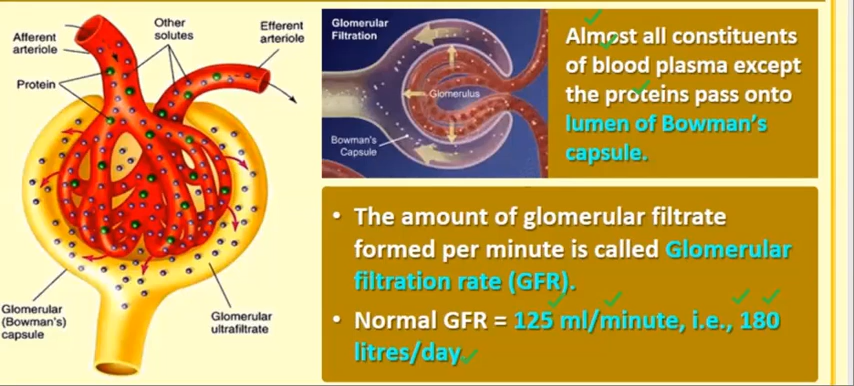 Afferent
arteriole
Other
solutes
Efferent
arteriole
Protein
Glomerular
(Bowman's)
capsule
Glomerular
ultrafiltrate
Glomerular
Filtration
Glomerulus
Bowman's
Capsule
Almost all constituents
of blood plasma except
the proteins pass onto
lumen of Bowman's
capsule.
• The amount of glomerular filtrate
formed per minute is called Glomerular
filtration rate (GFR).
• Normal GFR = 125 ml/minute, i.e., 180
litres/day